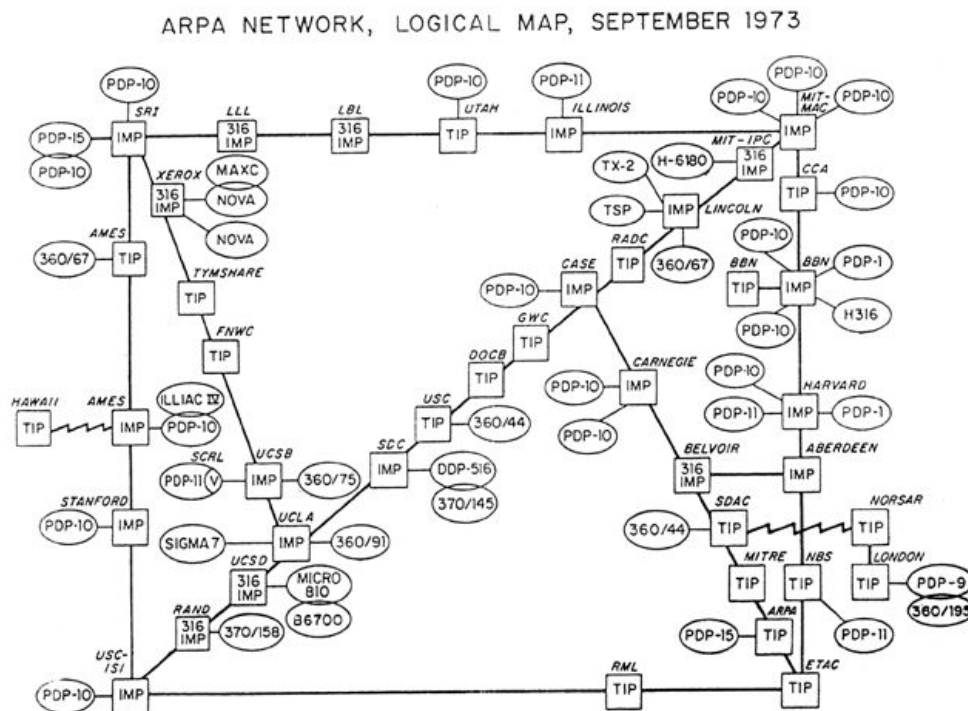 ARPA NETWORK, LOGICAL MAP, SEPTEMBER 1973
PDP-10
SRI
PDP-15
PDP-10
IMP
LLL
316
IMP
LBL
316
IMP
PDP-10
UTAH
TIP
PDP-11
ILLINOIS
IMP
PDP-10
PDP-10
MIT-
MAC
PDP-10
IMP
MIT-IPC
H-6180
316
IMP
CCA
TIP
PDP-10
XEROX
316
IMP
MAXC
NOVA
NOVA
TX-2
TSP
IMP
LINCOLN
360/67
RADC
TIP
AMES
360/67
TIP
TYMSHARE
TIP
CASE
PDP-10
IMP
PDP-10
BBN
TIP
BBN
IMP
PDP-1
H316
PDP-10
FNWC
TIP
GWC
TIP
DOCB
TIP
CARNEGIE
PDP-10
IMP
PDP-10
PDP-10
HARVARD
PDP-11
IMP
PDP-1
HAWAII
TIP
AMES
IMP
ILLIAC IV
PDP-10
USC
TIP
360/44
SCRL
PDP-11
V
UCSB
IMP
360/75
SDC
IMP
DDP-516
370/145
BELVOIR
316
IMP
ABERDEEN
IMP
STANFORD
PDP-10
IMP
UCLA
SIGMA 7
IMP
360/91
SDAC
360/44
TIP
NORSAR
TIP
UCSD
316
IMP
MICRO
810
B6700
MITRE
TIP
NBS
TIP
LONDON
TIP
PDP-9
360/195
RAND
316
IMP
370/158
ARPA
PDP-15
TIP
PDP-11
USC-
ISI
PDP-10
IMP
RML
TIP
ETAC
TIP